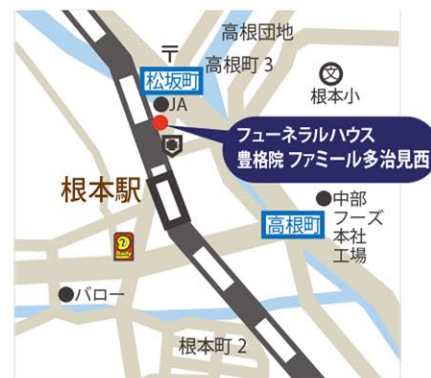 高根団地
〒
高根町 3
松坂町
文
JA
根本小
フューネラルハウス
豊格院 ファミール多治見西
根本駅
中部
フーズ
本社
工場
高根町
Daily
バロー
根本町 2